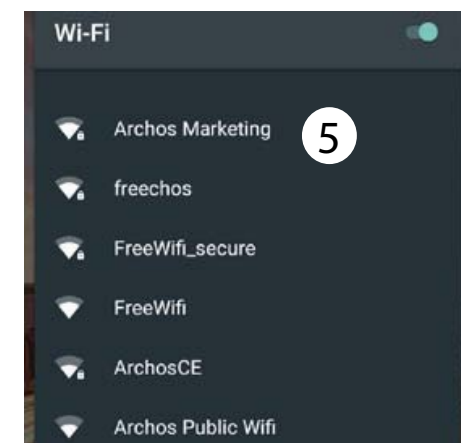 Wi-Fi
Archos Marketing
5
freechos
FreeWifi_secure
FreeWifi
ArchosCE
Archos Public Wifi